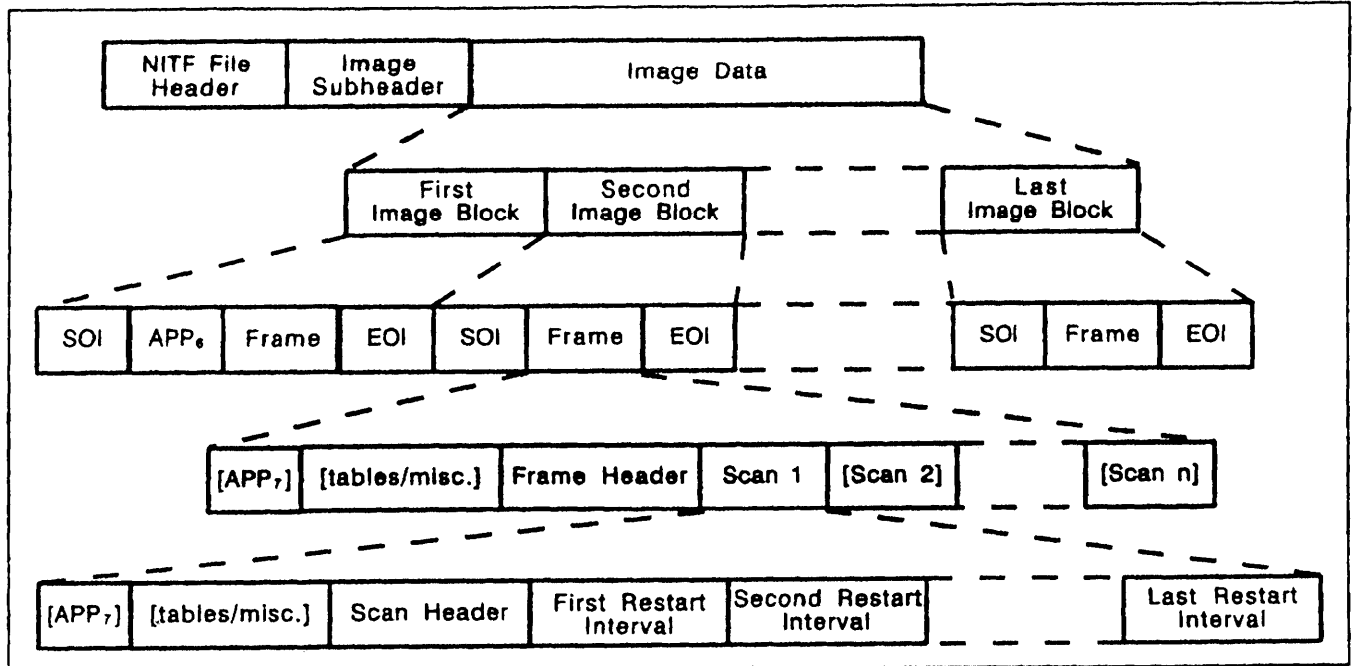 NITF File Header
Image Subheader
Image Data
First Image Block
Second Image Block
Last Image Block
SOI
APP₆
Frame
EOI
SOI
Frame
EOI
SOI
Frame
EOI
[APP₇]
[tables/misc.]
Frame Header
Scan 1
[Scan 2]
[Scan n]
[APP₇]
[tables/misc.]
Scan Header
First Restart Interval
Second Restart Interval
Last Restart Interval